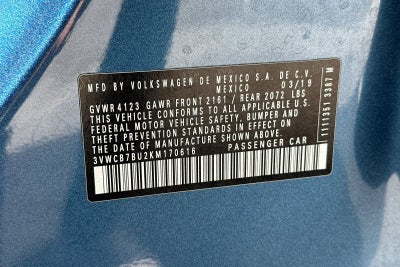 MFD BY VOLKSWAGEN DE MEXICO S.A. DE C.V.
MEXICO 03/19
GVWR 4123 GAWR FRONT 2161 / REAR 2072 LBS
THIS VEHICLE CONFORMS TO ALL APPLICABLE U.S.
FEDERAL MOTOR VEHICLE SAFETY, BUMPER AND
THEFT PREVENTION STANDARDS IN EFFECT ON
THE DATE OF MANUFACTURE SHOWN ABOVE.
3VWCB7BU2KM170616 PASSENGER CAR